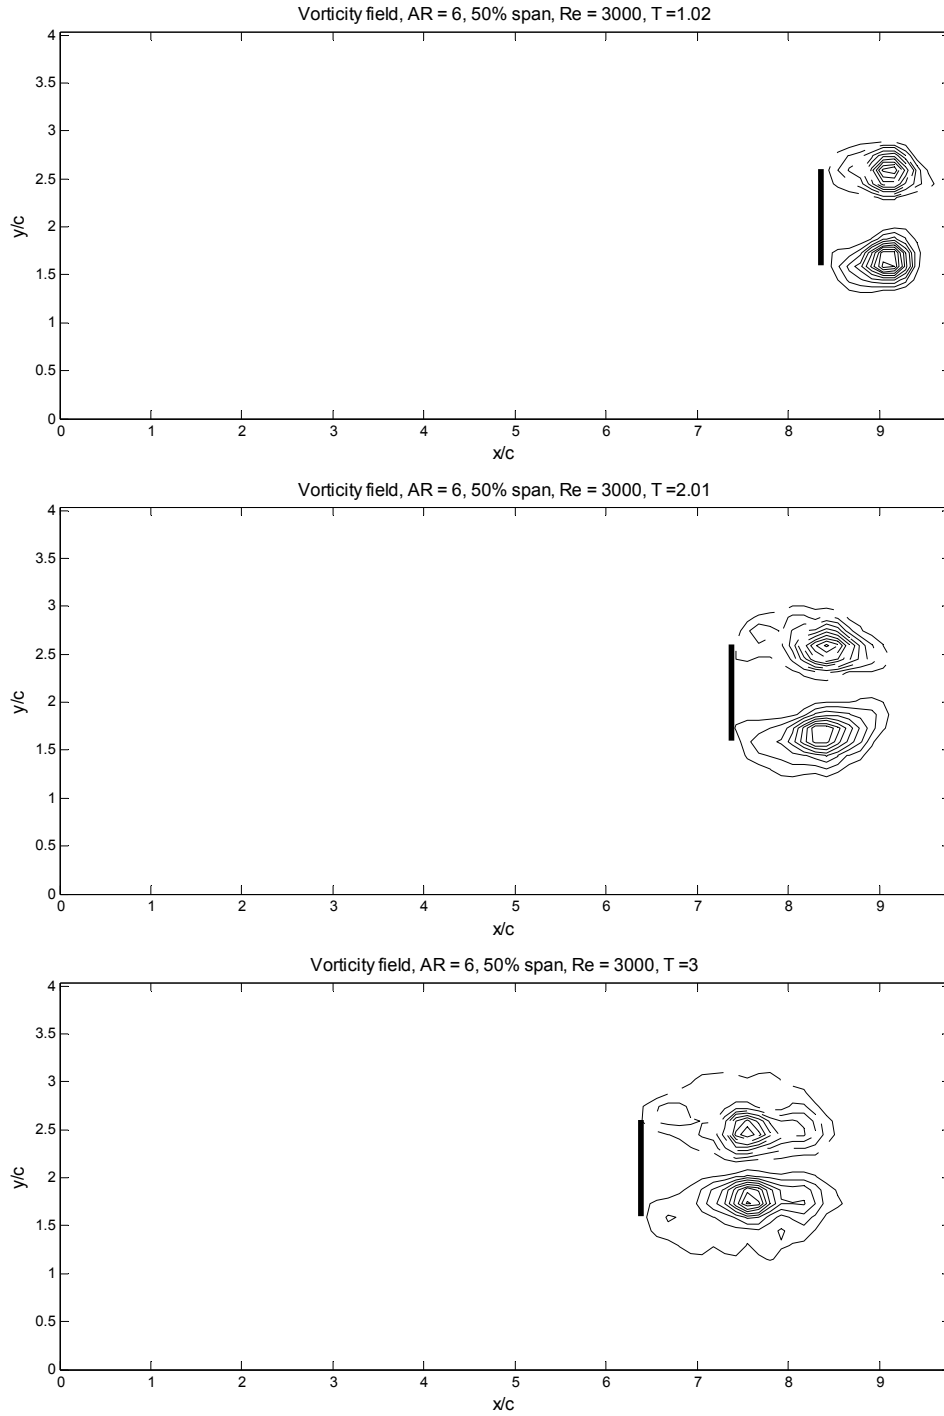 Vorticity field, AR = 6, 50% span, Re = 3000, T =1.02
4
3.5
3
2.5
2
1.5
1
0.5
0
y/c
0 1 2 3 4 5 6 7 8 9
x/c
Vorticity field, AR = 6, 50% span, Re = 3000, T =2.01
4
3.5
3
2.5
2
1.5
1
0.5
0
y/c
0 1 2 3 4 5 6 7 8 9
x/c
Vorticity field, AR = 6, 50% span, Re = 3000, T =3
4
3.5
3
2.5
2
1.5
1
0.5
0
y/c
0 1 2 3 4 5 6 7 8 9
x/c